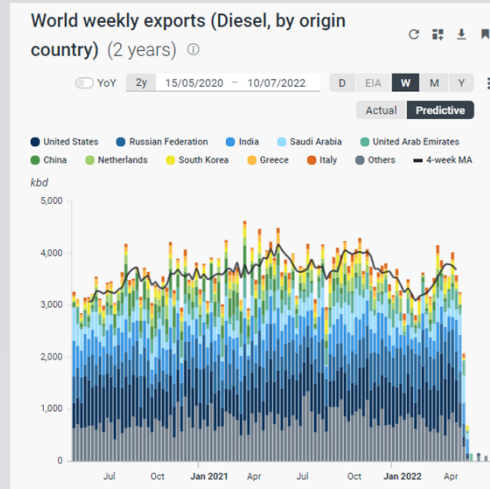 World weekly exports (Diesel, by origin
country) (2 years)
YoY 2y 15/05/2020 – 10/07/2022 D EIA W M Y
Actual Predictive
United States Russian Federation India Saudi Arabia United Arab Emirates
China Netherlands South Korea Greece Italy Others 4-week MA
kbd
5,000
4,000
3,000
2,000
1,000
0
Jul Oct Jan 2021 Apr Jul Oct Jan 2022 Apr